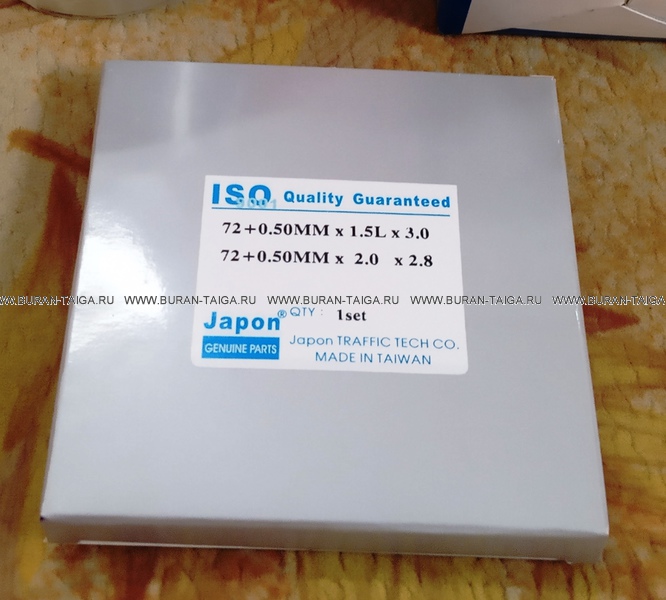 ISO 9001 Quality Guaranteed
72+0.50MM x 1.5L x 3.0
72+0.50MM x 2.0 x 2.8
WWW.BURAN-TAIGA.RU WWW.BURAN-TAIGA.RU WWW.BURAN-TAIGA.RU WWW.BURAN-TAIGA.RU WWW.BURAN-TAIGA.RU
Japon® QTY : 1set
GENUINE PARTS Japon TRAFFIC TECH CO.
MADE IN TAIWAN